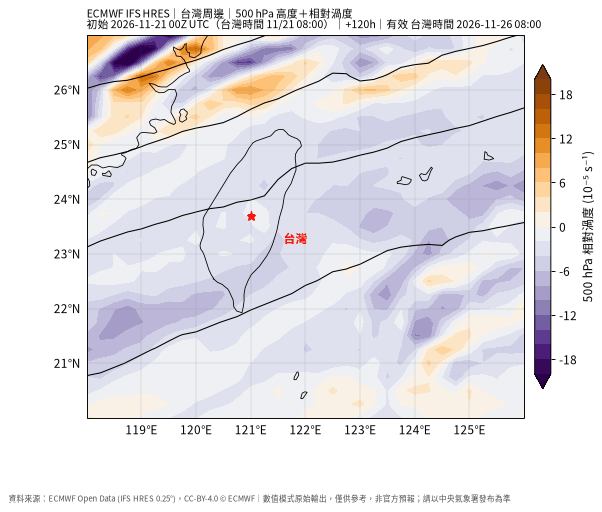 ECMWF IFS HRES｜台灣周邊｜500 hPa 高度＋相對渦度
初始 2026-11-21 00Z UTC（台灣時間 11/21 08:00）｜+120h｜有效 台灣時間 2026-11-26 08:00
26°N
25°N
24°N
23°N
22°N
21°N
119°E 120°E 121°E 122°E 123°E 124°E 125°E
台灣
18
12
6
0
-6
-12
-18
500 hPa 相對渦度 (10⁻⁵ s⁻¹)
資料來源：ECMWF Open Data (IFS HRES 0.25°)，CC-BY-4.0 © ECMWF｜數值模式原始輸出，僅供參考，非官方預報；請以中央氣象署發布為準